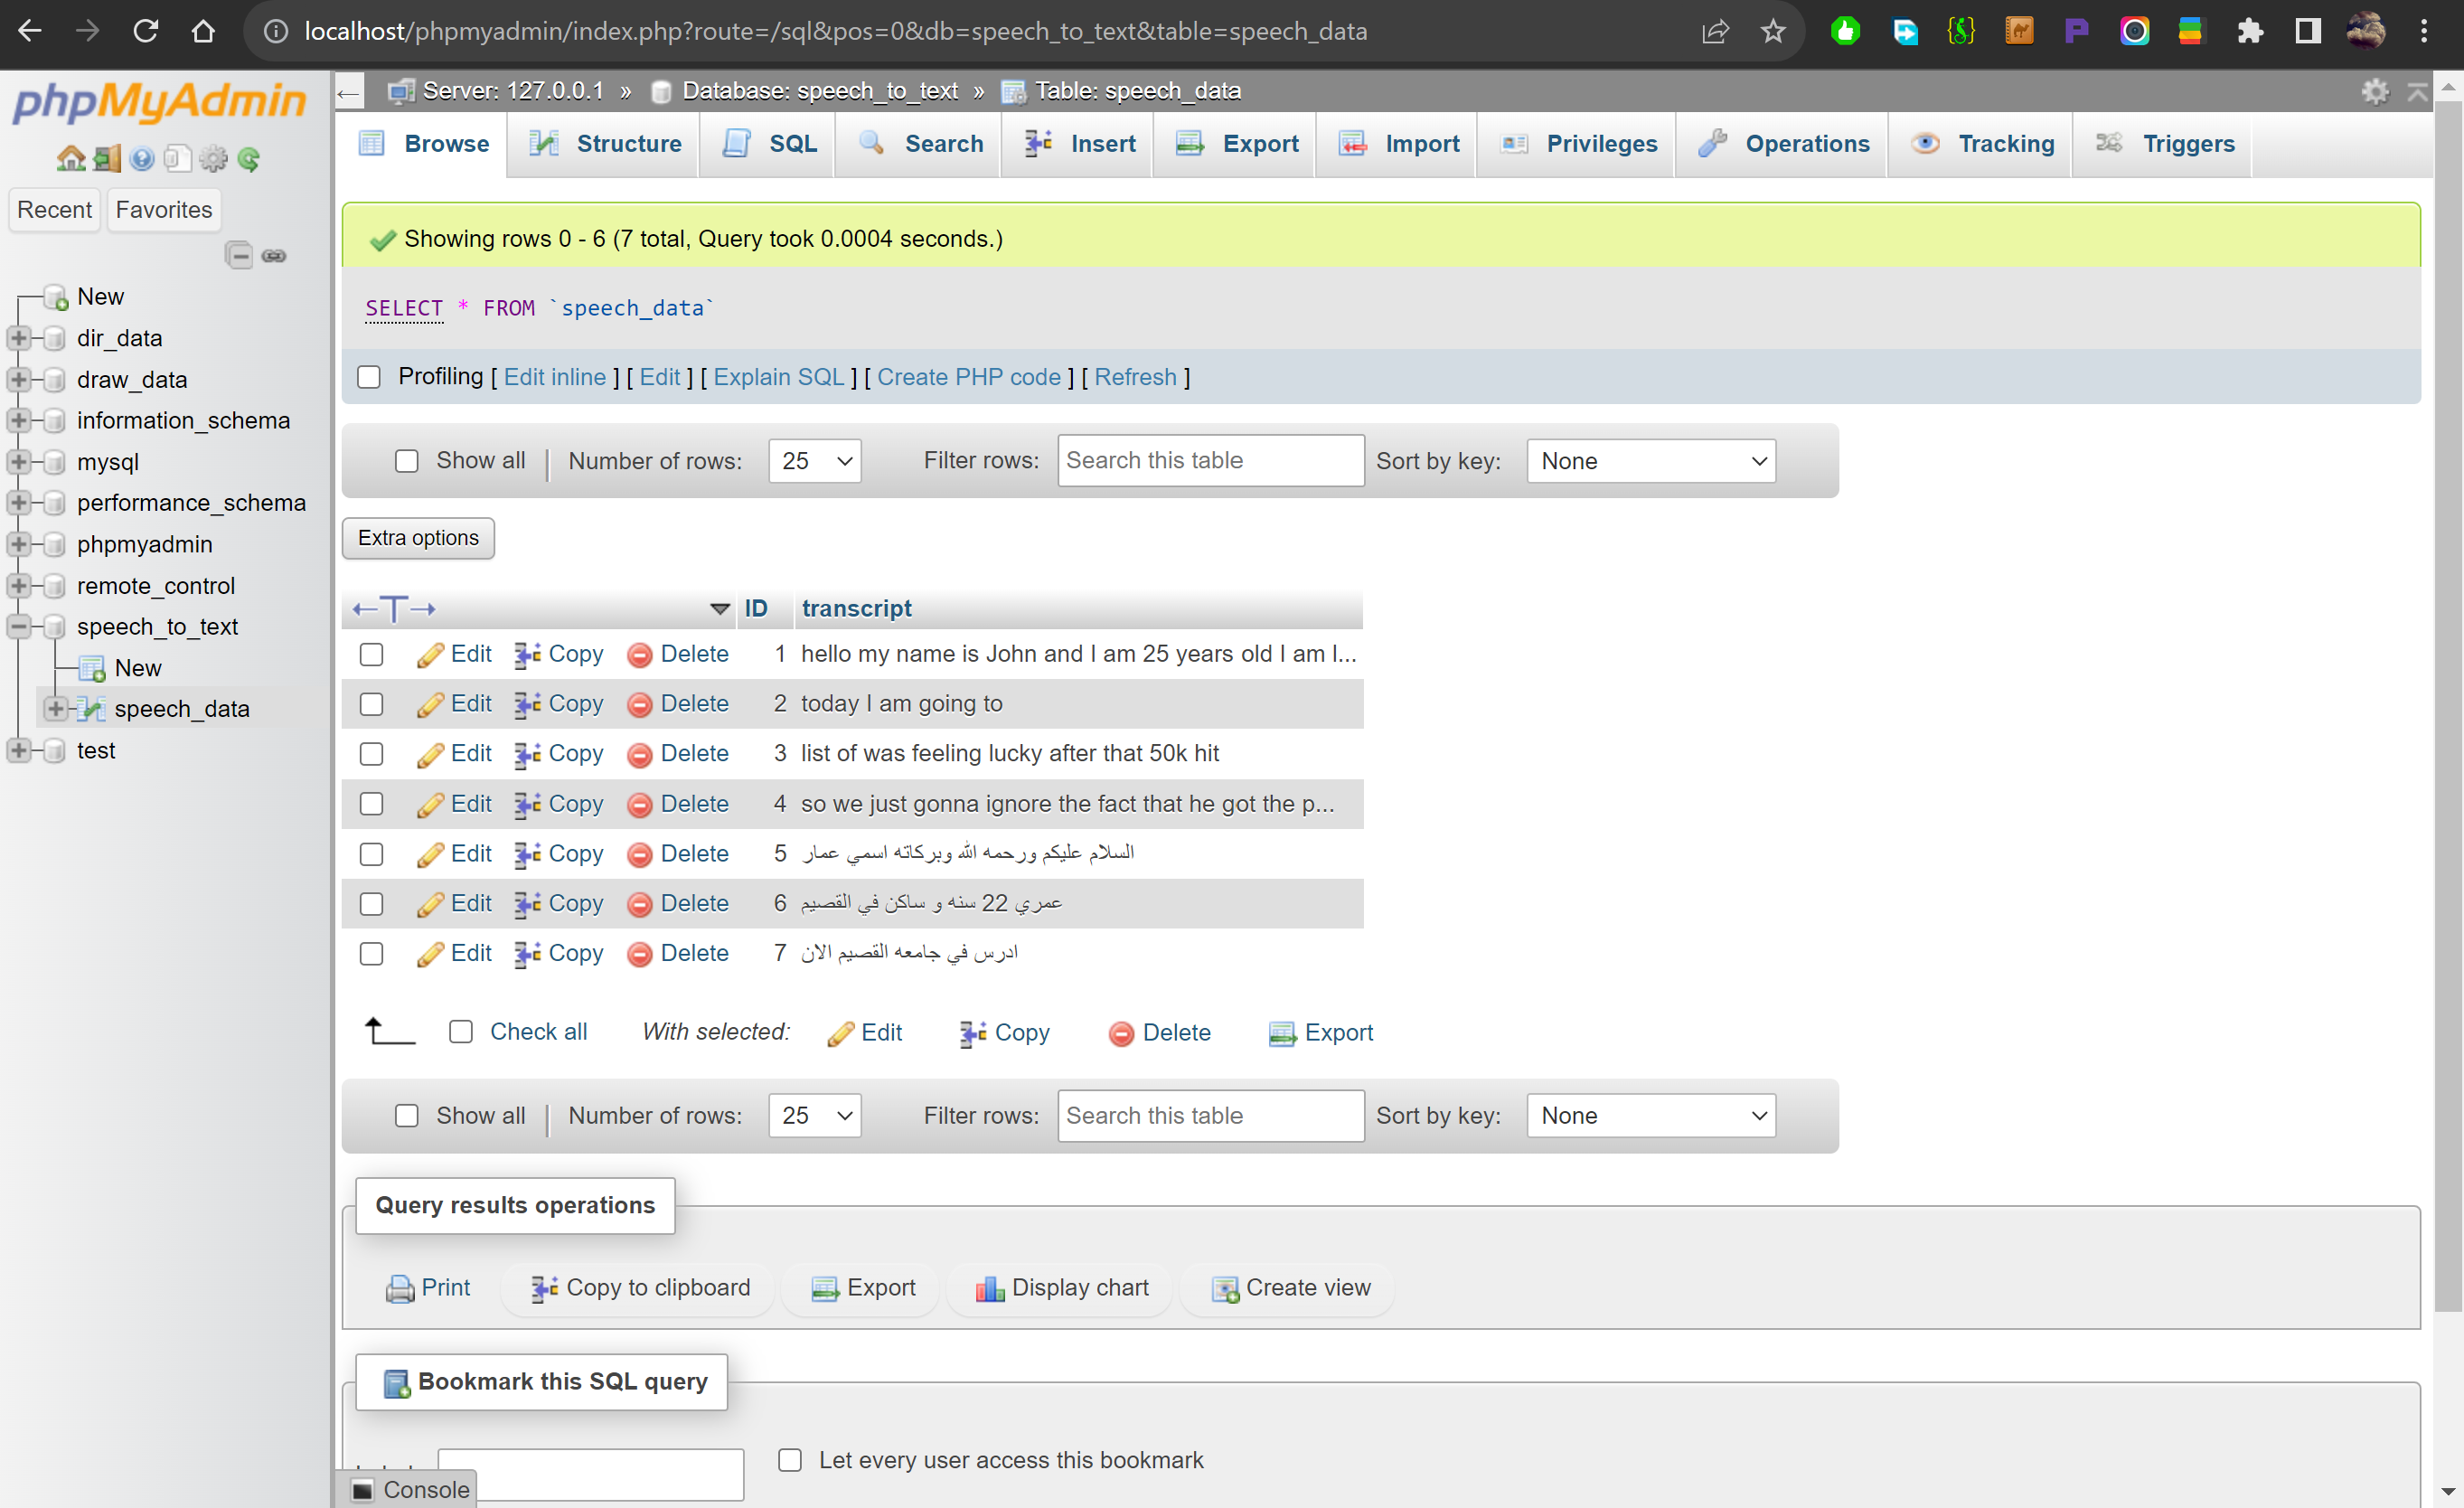 localhost/phpmyadmin/index.php?route=/sql&pos=0&db=speech_to_text&table=speech_data
phpMyAdmin
Recent Favorites
New
dir_data
draw_data
information_schema
mysql
performance_schema
phpmyadmin
remote_control
speech_to_text
New
speech_data
test
Server: 127.0.0.1 » Database: speech_to_text » Table: speech_data
Browse Structure SQL Search Insert Export Import Privileges Operations Tracking Triggers
Showing rows 0 - 6 (7 total, Query took 0.0004 seconds.)
SELECT * FROM `speech_data`
Profiling [ Edit inline ] [ Edit ] [ Explain SQL ] [ Create PHP code ] [ Refresh ]
Show all | Number of rows: 25 Filter rows: Search this table Sort by key: None
Extra options
←T→ ID transcript
Edit Copy Delete 1 hello my name is John and I am 25 years old I am l...
Edit Copy Delete 2 today I am going to
Edit Copy Delete 3 list of was feeling lucky after that 50k hit
Edit Copy Delete 4 so we just gonna ignore the fact that he got the p...
Edit Copy Delete 5 السلام عليكم ورحمه الله وبركاته اسمي عمار
Edit Copy Delete 6 عمري 22 سنه و ساكن في القصيم
Edit Copy Delete 7 ادرس في جامعه القصيم الان
Check all With selected: Edit Copy Delete Export
Show all | Number of rows: 25 Filter rows: Search this table Sort by key: None
Query results operations
Print Copy to clipboard Export Display chart Create view
Bookmark this SQL query
Let every user access this bookmark
Console